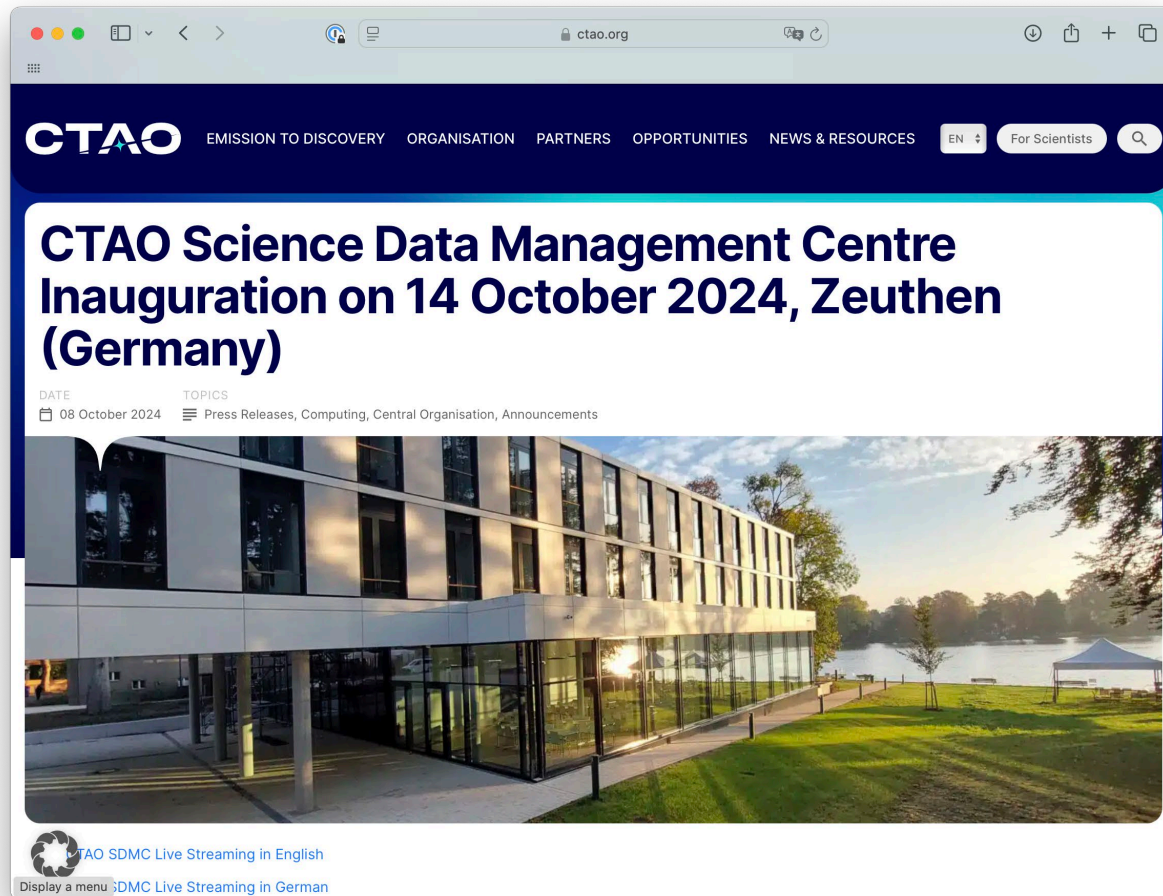 ctao.org
CTAO
EMISSION TO DISCOVERY ORGANISATION PARTNERS OPPORTUNITIES NEWS & RESOURCES EN For Scientists
CTAO Science Data Management Centre
Inauguration on 14 October 2024, Zeuthen
(Germany)
DATE TOPICS
08 October 2024 Press Releases, Computing, Central Organisation, Announcements
TAO SDMC Live Streaming in English
Display a menu SDMC Live Streaming in German